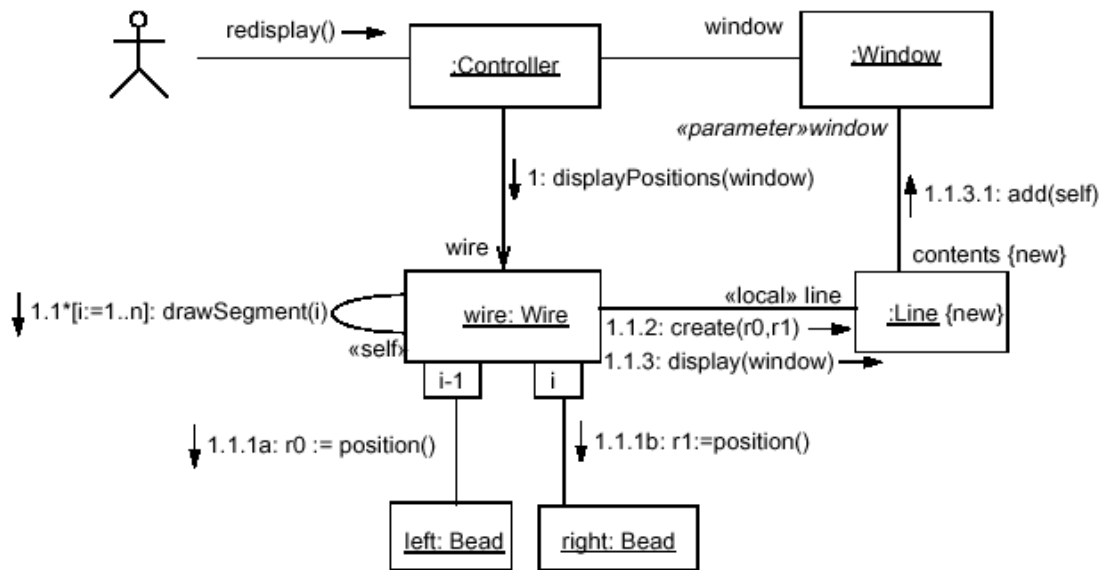 redisplay()
window
:Controller
:Window
«parameter»window
1: displayPositions(window)
1.1.3.1: add(self)
wire
contents {new}
1.1*[i:=1..n]: drawSegment(i)
wire: Wire
«local» line
:Line {new}
1.1.2: create(r0,r1)
«self»
1.1.3: display(window)
i-1
i
1.1.1a: r0 := position()
1.1.1b: r1:=position()
left: Bead
right: Bead